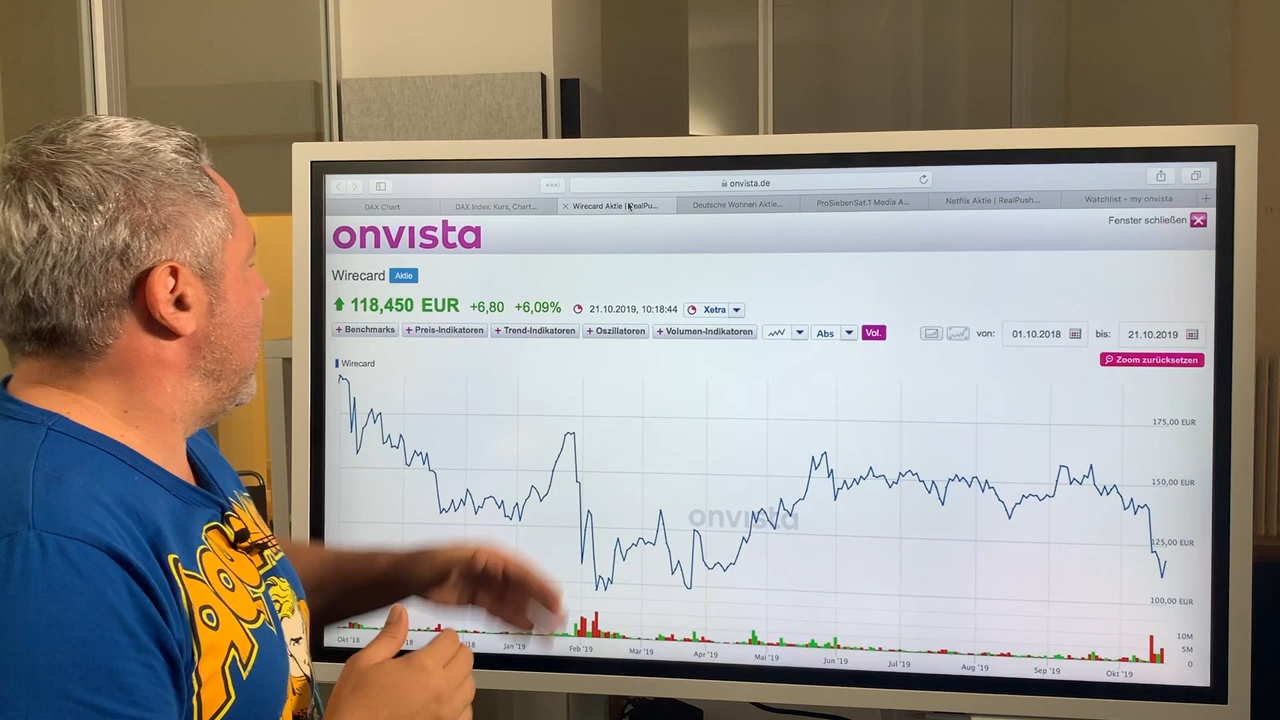 onvista.de
DAX Chart
DAX Index: Kurs, Chart...
Wirecard Aktie | RealPu...
Deutsche Wohnen Aktie...
ProSiebenSat.1 Media A...
Netflix Aktie | RealPush...
Watchlist - my onvista
onvista
Fenster schließen
Wirecard Aktie
118,450 EUR +6,80 +6,09% 21.10.2019, 10:18:44 Xetra
+ Benchmarks + Preis-Indikatoren + Trend-Indikatoren + Oszillatoren + Volumen-Indikatoren Abs Vol. von: 01.10.2018 bis: 21.10.2019
Zoom zurücksetzen
Wirecard
175,00 EUR
150,00 EUR
onvista
125,00 EUR
100,00 EUR
10M
5M
0
Okt '18
Jan '19 Feb '19 Mär '19 Apr '19 Mai '19 Jun '19 Jul '19 Aug '19 Sep '19 Okt '19